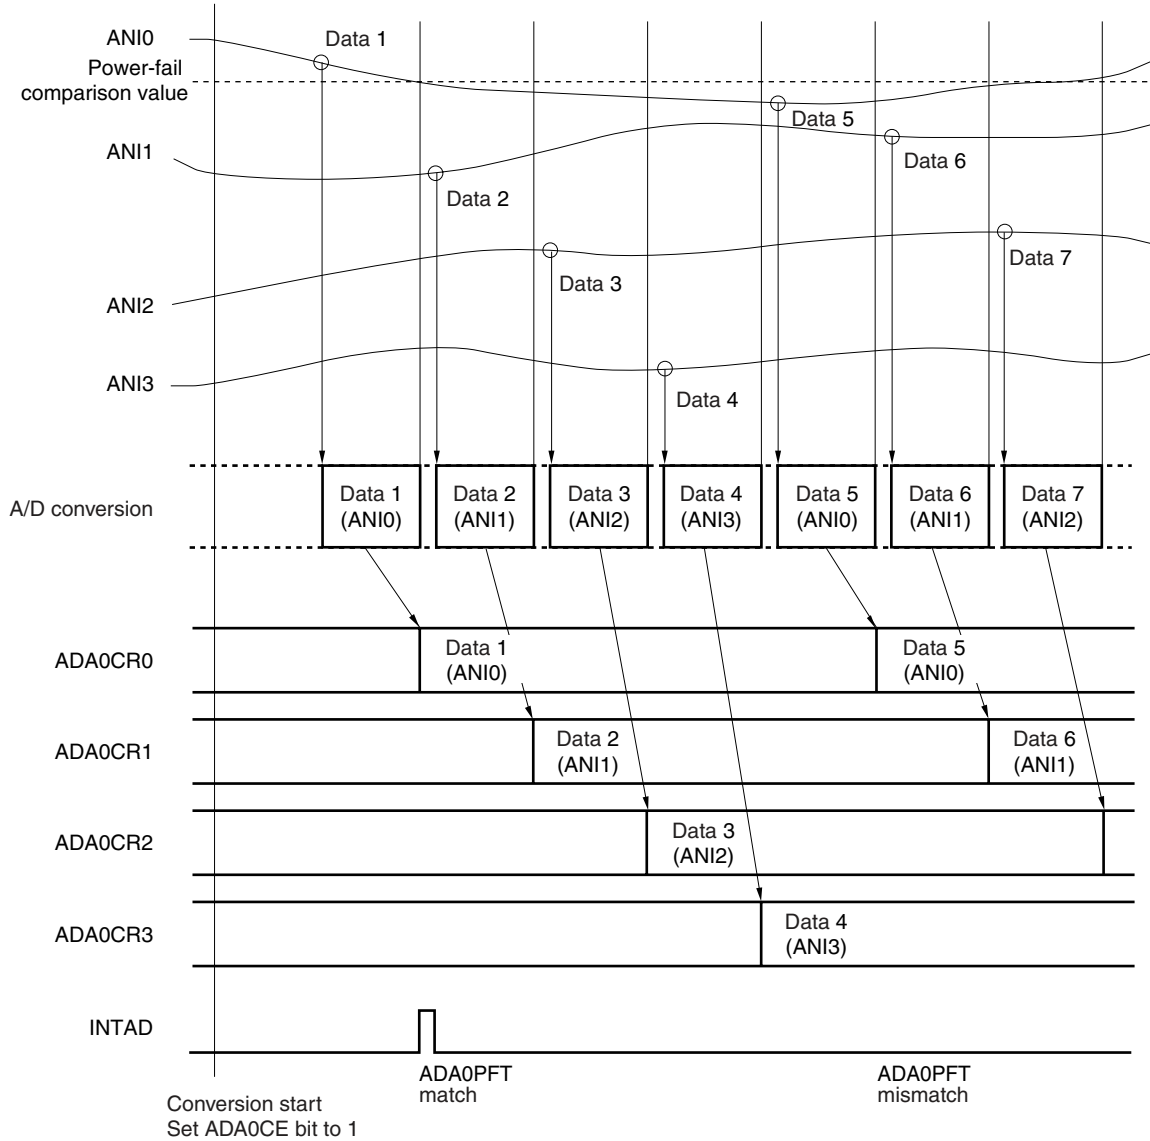 ANI0
Data 1
Power-fail
comparison value
Data 5
ANI1
Data 6
Data 2
Data 7
Data 3
ANI2
ANI3
Data 4
A/D conversion
Data 1
(ANI0)
Data 2
(ANI1)
Data 3
(ANI2)
Data 4
(ANI3)
Data 5
(ANI0)
Data 6
(ANI1)
Data 7
(ANI2)
ADA0CR0
Data 1
(ANI0)
Data 5
(ANI0)
ADA0CR1
Data 2
(ANI1)
Data 6
(ANI1)
ADA0CR2
Data 3
(ANI2)
ADA0CR3
Data 4
(ANI3)
INTAD
ADA0PFT
match
ADA0PFT
mismatch
Conversion start
Set ADA0CE bit to 1